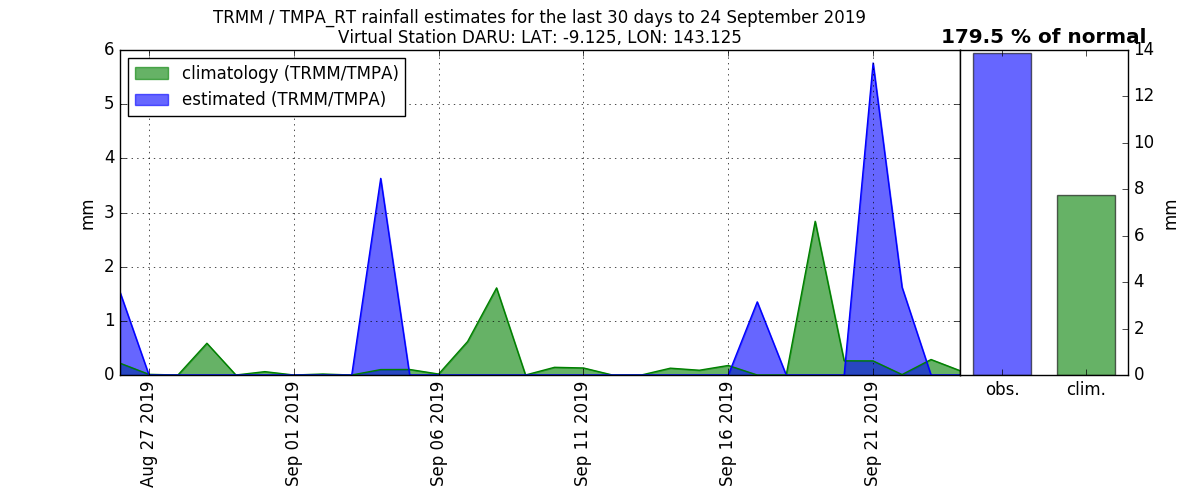 TRMM / TMPA_RT rainfall estimates for the last 30 days to 24 September 2019
Virtual Station DARU: LAT: -9.125, LON: 143.125
179.5 % of normal
climatology (TRMM/TMPA)
estimated (TRMM/TMPA)
mm
6
5
4
3
2
1
0
Aug 27 2019
Sep 01 2019
Sep 06 2019
Sep 11 2019
Sep 16 2019
Sep 21 2019
obs.
clim.
14
12
10
8
6
4
2
0
mm